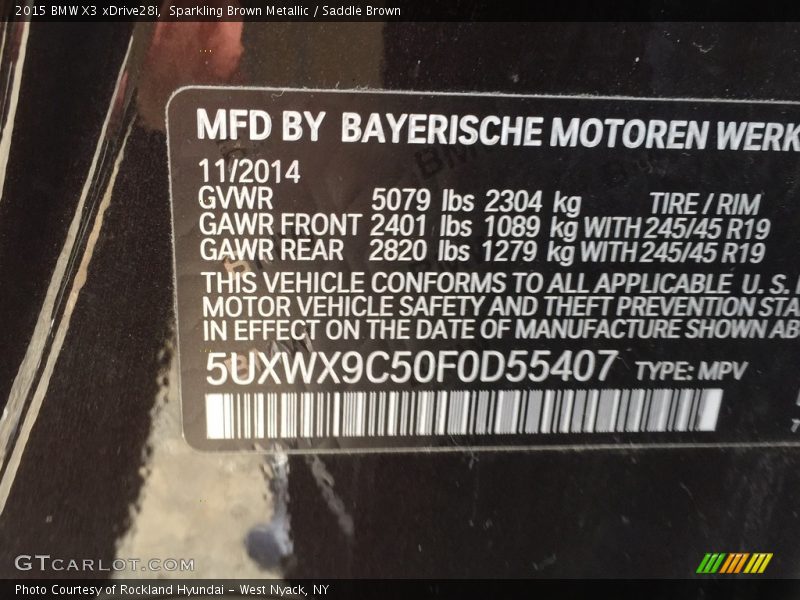 2015 BMW X3 xDrive28i, Sparkling Brown Metallic / Saddle Brown
MFD BY BAYERISCHE MOTOREN WERK
11/2014
GVWR 5079 lbs 2304 kg TIRE / RIM
GAWR FRONT 2401 lbs 1089 kg WITH 245/45 R19
GAWR REAR 2820 lbs 1279 kg WITH 245/45 R19
THIS VEHICLE CONFORMS TO ALL APPLICABLE U.S.
MOTOR VEHICLE SAFETY AND THEFT PREVENTION STA
IN EFFECT ON THE DATE OF MANUFACTURE SHOWN AB
5UXWX9C50F0D55407 TYPE: MPV
GTCARLOT.COM
Photo Courtesy of Rockland Hyundai - West Nyack, NY